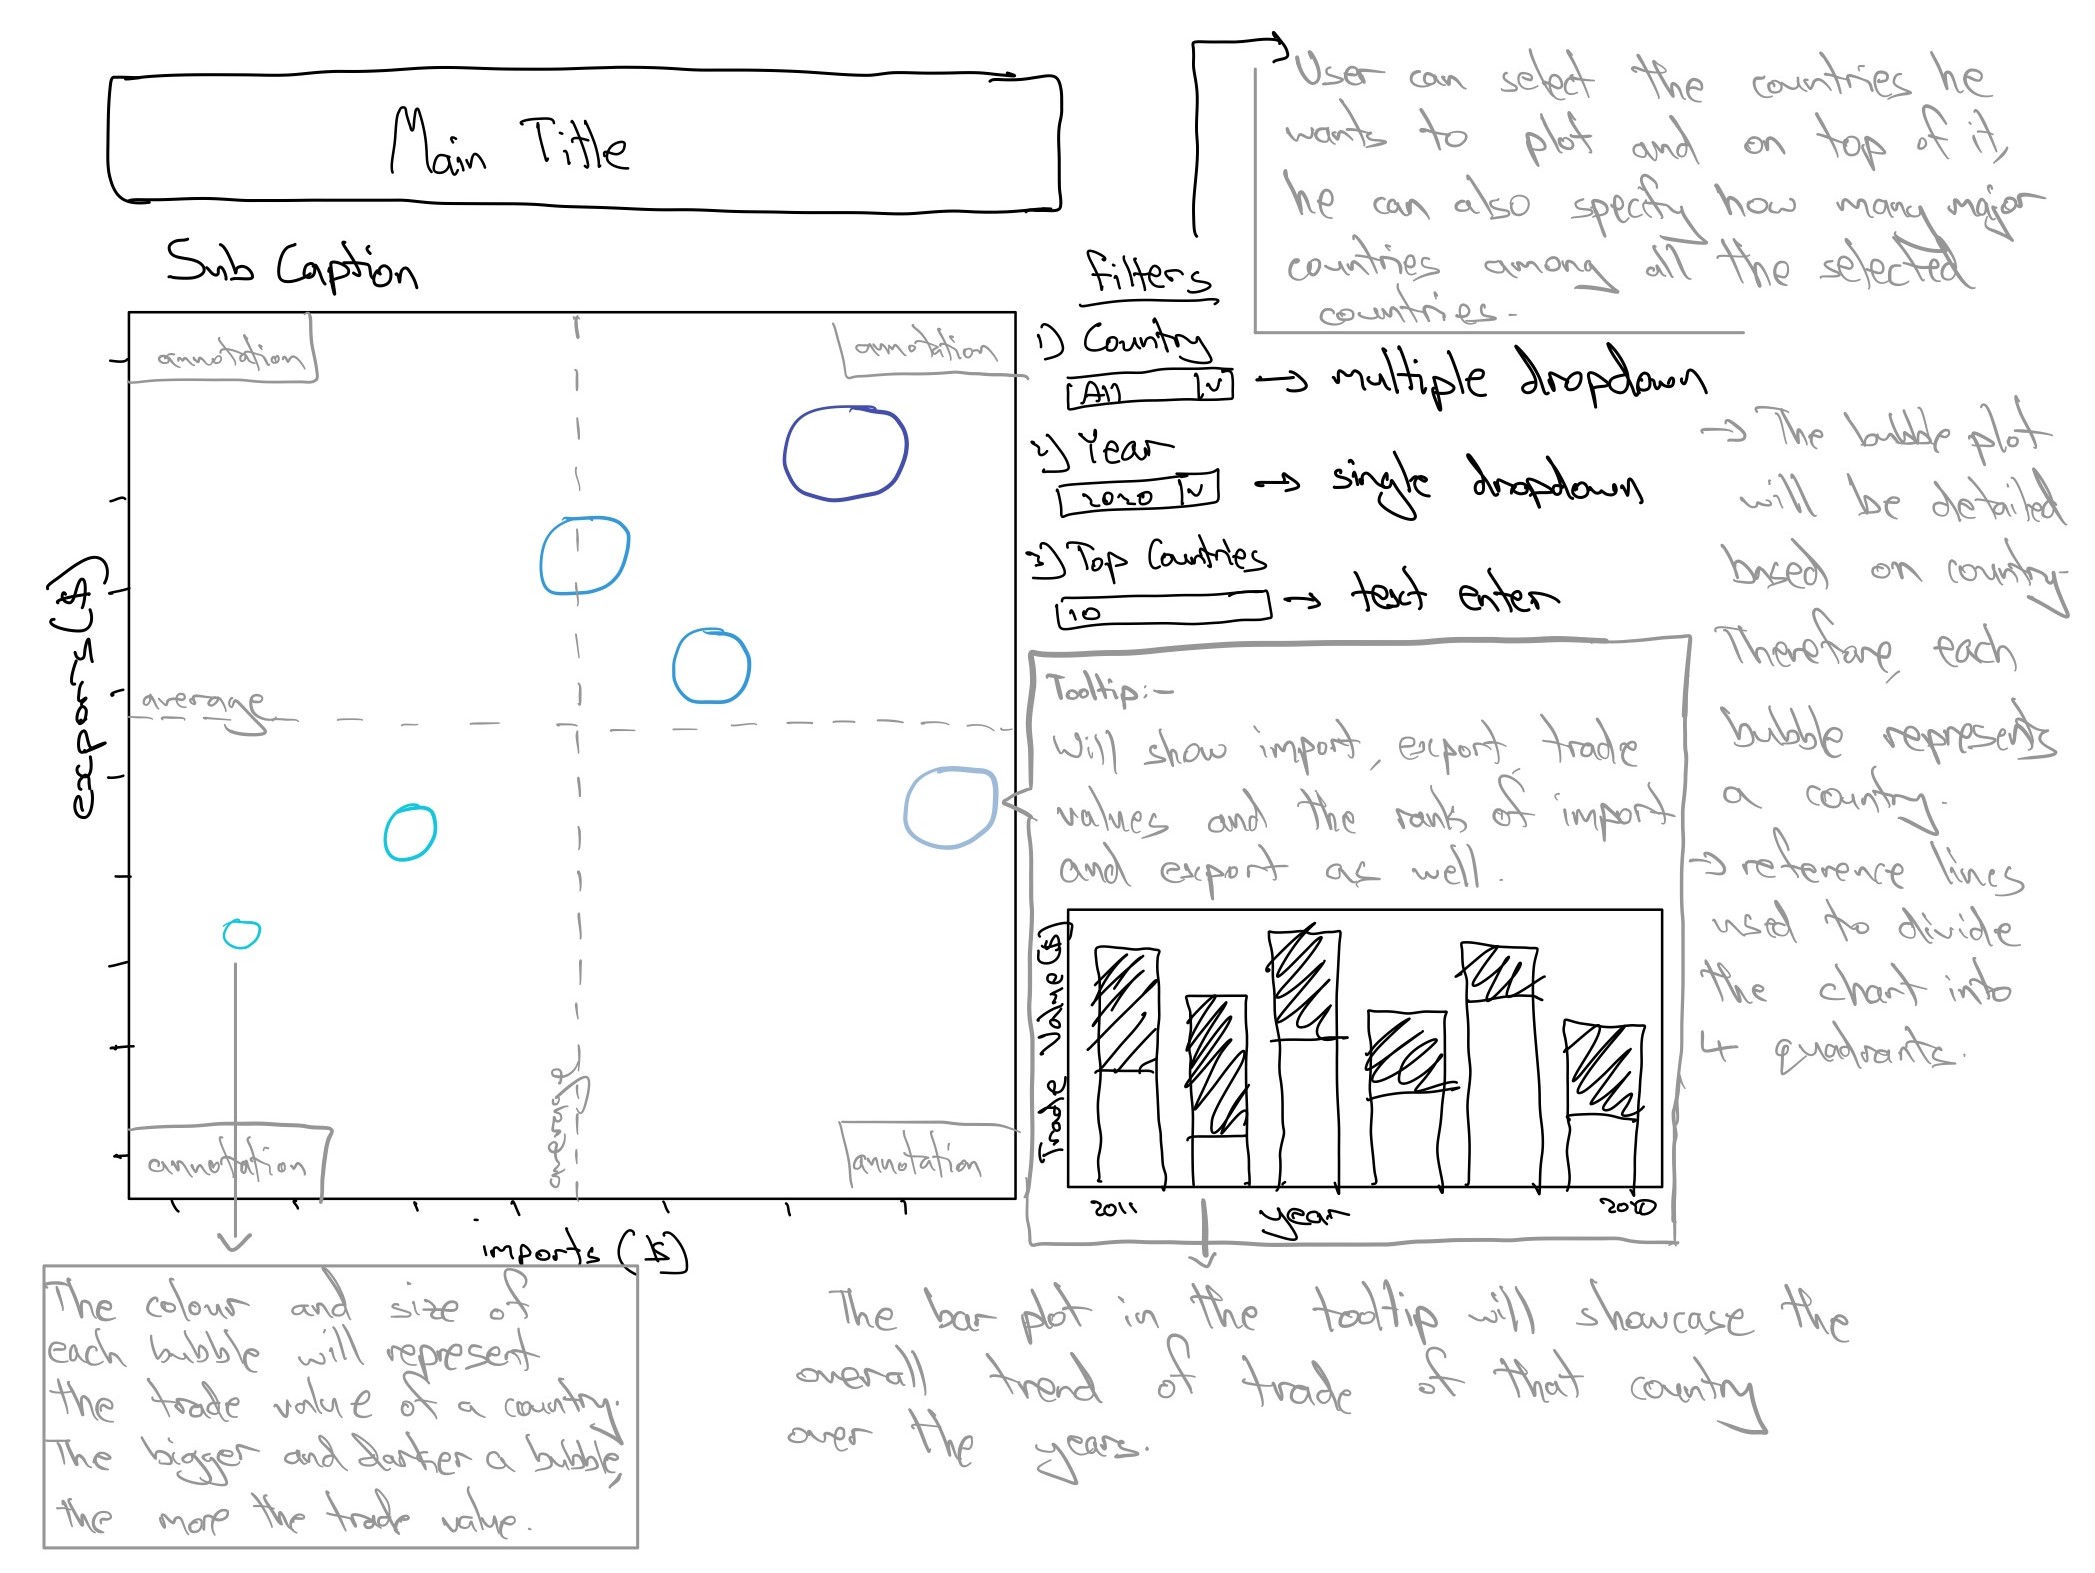 Main Title
Sub Caption
annotation
annotation
exports($)
average
average
annotation
annotation
imports ($)
The colour and size of
each bubble will represent
the trade value of a country.
The bigger and darker a bubble,
the more the trade value.
User can select the countries he
wants to plot and on top of it,
he can also specify how many major
countries among all the selected
countries.
filters
1) Country
All
→ multiple dropdown
2) Year
2020
→ single dropdown
3) Top Countries
10
→ text enter
Tooltip:-
Will show import, export, trade
values and the rank of import
and export as well.
Trade Value($)
2011
year
2020
The bar plot in the tooltip will showcase the
overall trend of trade of that country
over the years.
→ The bubble plot
will be detailed
based on country.
Therefore, each
bubble represents
a country.
→ reference lines
used to divide
the chart into
4 quadrants.